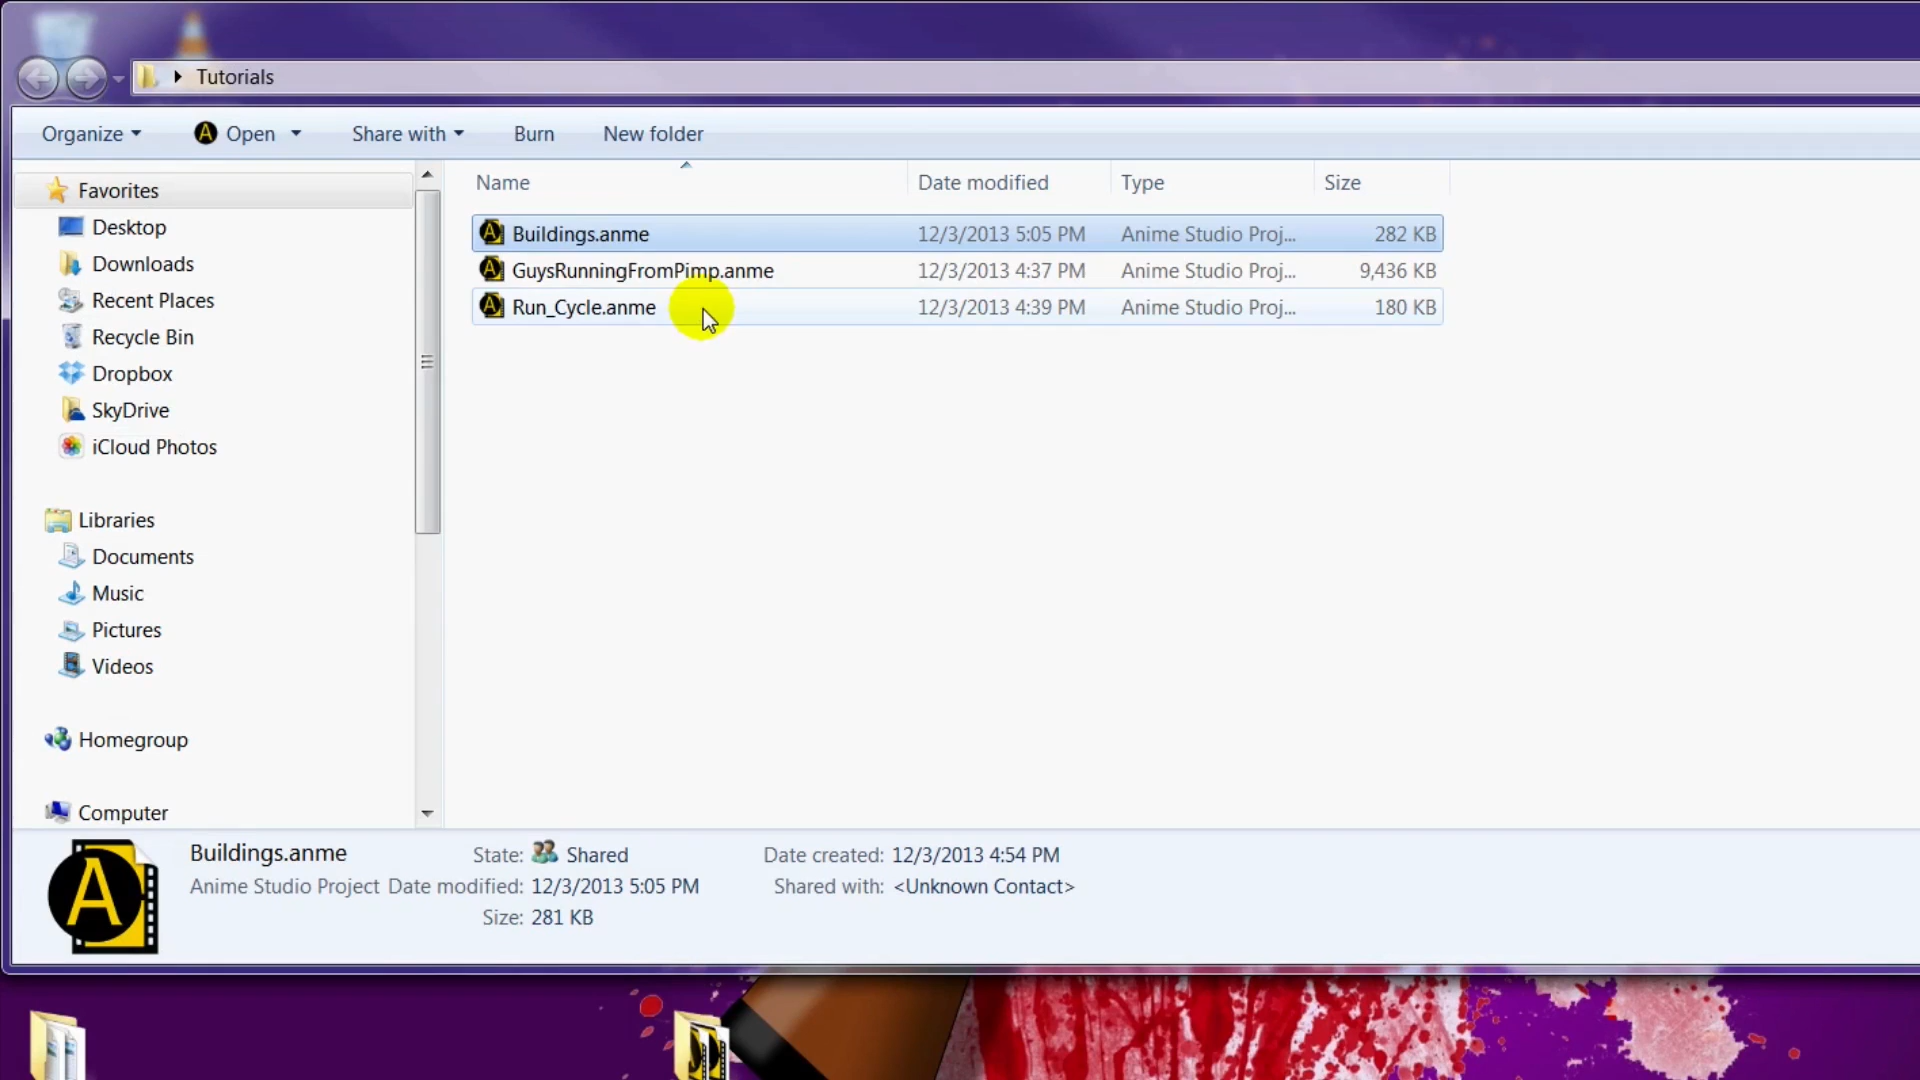 Tutorials
Organize Open Share with Burn New folder
Name Date modified Type Size
Favorites
Desktop
Downloads
Recent Places
Recycle Bin
Dropbox
SkyDrive
iCloud Photos
Libraries
Documents
Music
Pictures
Videos
Homegroup
Computer
Buildings.anme 12/3/2013 5:05 PM Anime Studio Proj... 282 KB
GuysRunningFromPimp.anme 12/3/2013 4:37 PM Anime Studio Proj... 9,436 KB
Run_Cycle.anme 12/3/2013 4:39 PM Anime Studio Proj... 180 KB
Buildings.anme State: Shared Date created: 12/3/2013 4:54 PM
Anime Studio Project Date modified: 12/3/2013 5:05 PM Shared with: <Unknown Contact>
Size: 281 KB